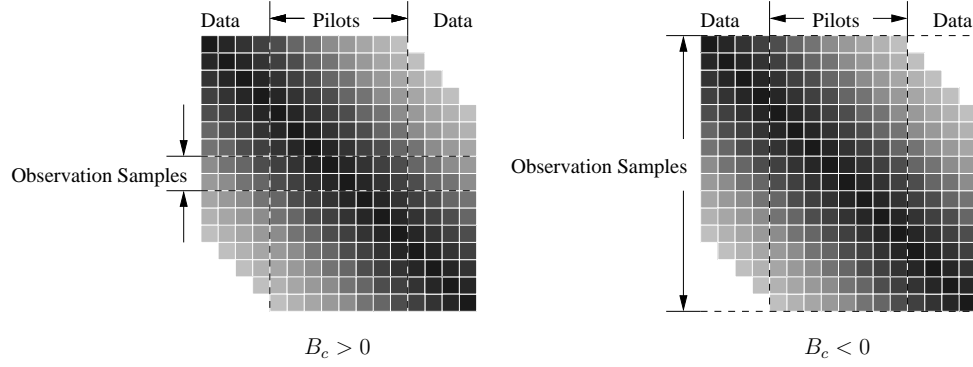 Data Pilots Data
Observation Samples
B_c > 0
Data Pilots Data
Observation Samples
B_c < 0